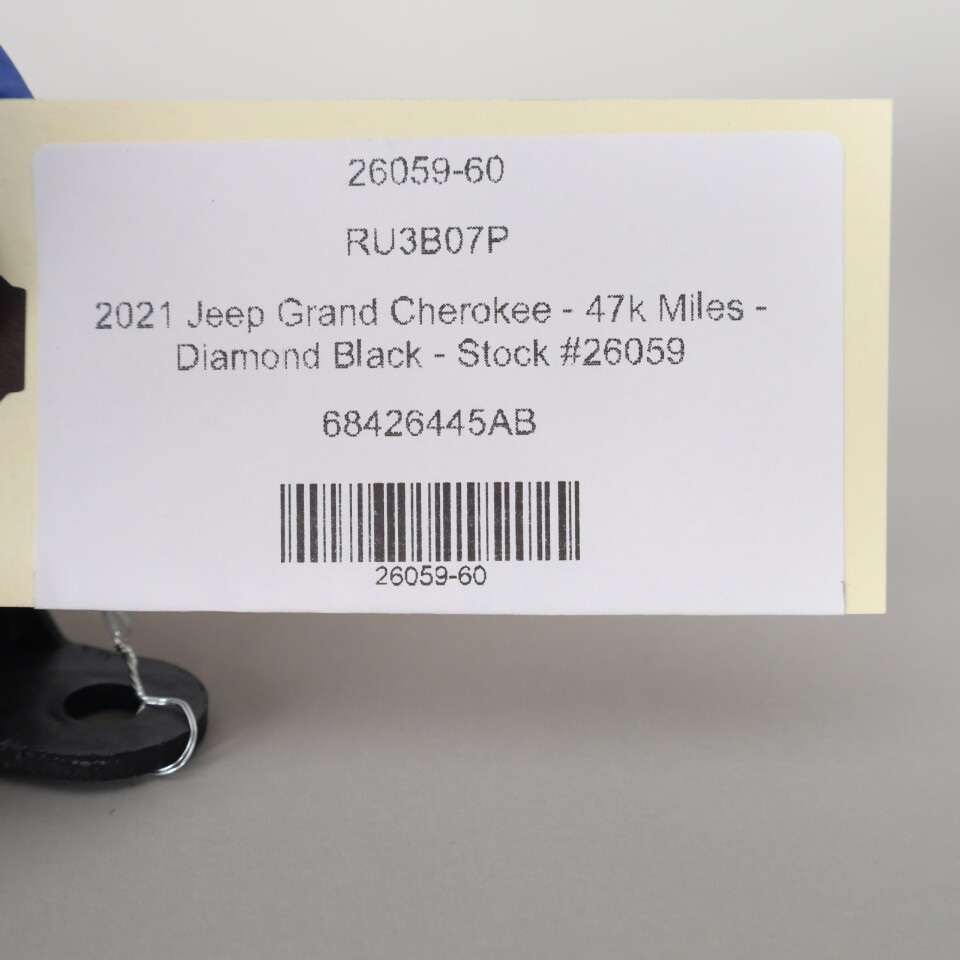 26059-60
RU3B07P
2021 Jeep Grand Cherokee - 47k Miles -
Diamond Black - Stock #26059
68426445AB
26059-60